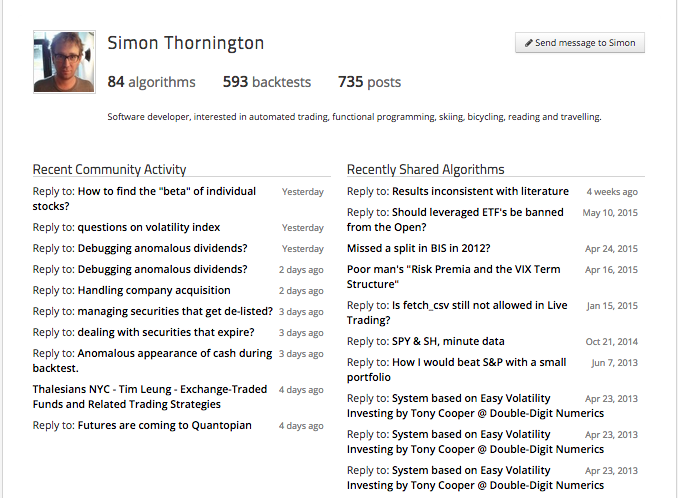 Simon Thornington
Send message to Simon
84 algorithms 593 backtests 735 posts
Software developer, interested in automated trading, functional programming, skiing, bicycling, reading and travelling.
Recent Community Activity
Reply to: How to find the "beta" of individual Yesterday
stocks?
Reply to: questions on volatility index Yesterday
Reply to: Debugging anomalous dividends? Yesterday
Reply to: Debugging anomalous dividends? 2 days ago
Reply to: Handling company acquisition 2 days ago
Reply to: managing securities that get de-listed? 3 days ago
Reply to: dealing with securities that expire? 3 days ago
Reply to: Anomalous appearance of cash during 3 days ago
backtest.
Thalesians NYC - Tim Leung - Exchange-Traded 4 days ago
Funds and Related Trading Strategies
Reply to: Futures are coming to Quantopian 4 days ago
Recently Shared Algorithms
Reply to: Results inconsistent with literature 4 weeks ago
Reply to: Should leveraged ETF's be banned May 10, 2015
from the Open?
Missed a split in BIS in 2012? Apr 24, 2015
Poor man's "Risk Premia and the VIX Term Apr 16, 2015
Structure"
Reply to: Is fetch_csv still not allowed in Live Jan 15, 2015
Trading?
Reply to: SPY & SH, minute data Oct 21, 2014
Reply to: How I would beat S&P with a small Jun 7, 2013
portfolio
Reply to: System based on Easy Volatility Apr 23, 2013
Investing by Tony Cooper @ Double-Digit Numerics
Reply to: System based on Easy Volatility Apr 23, 2013
Investing by Tony Cooper @ Double-Digit Numerics
Reply to: System based on Easy Volatility Apr 23, 2013
Investing by Tony Cooper @ Double-Digit Numerics